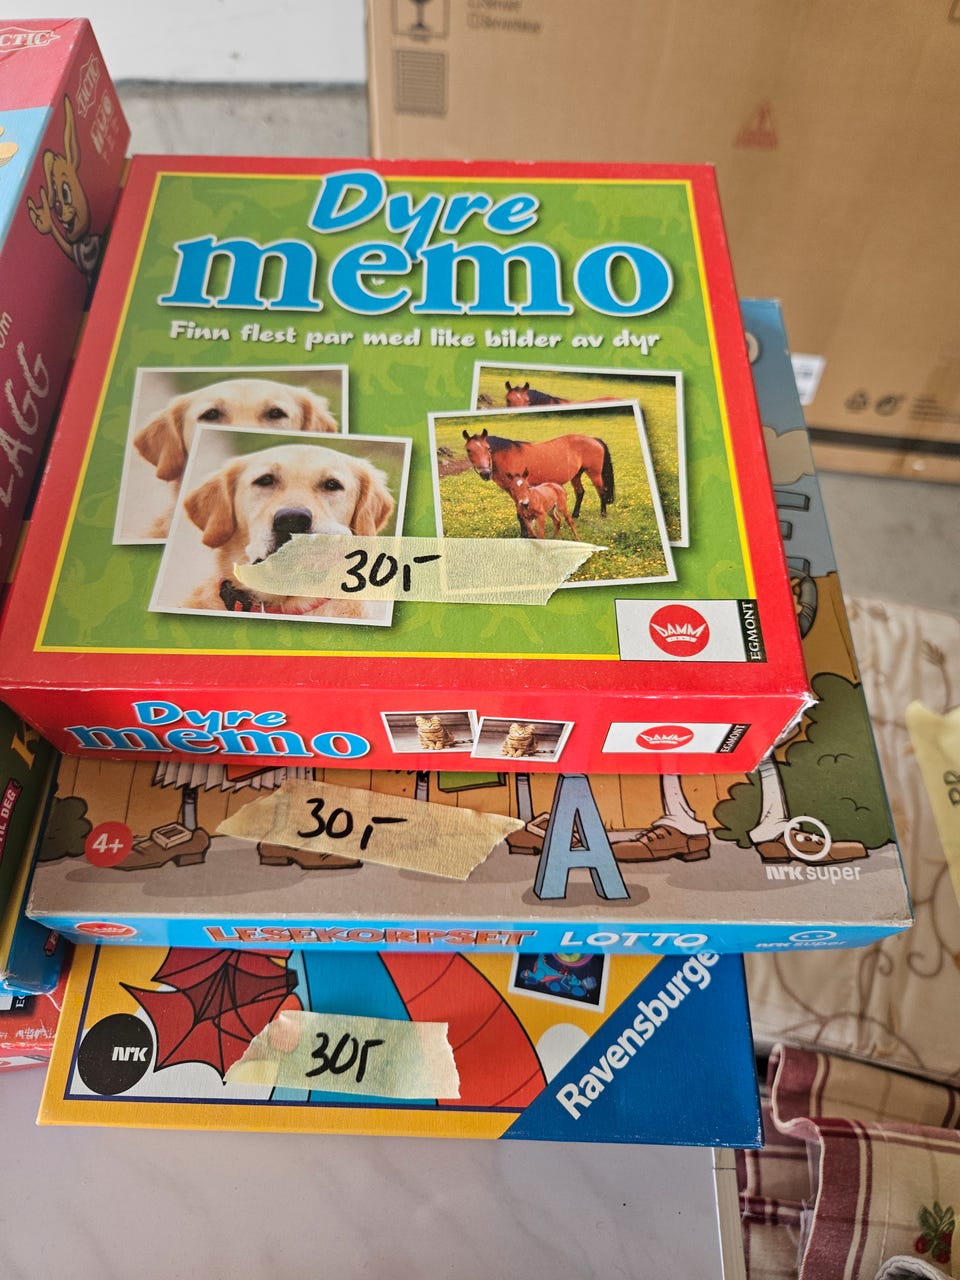 Dyre
memo
Finn flest par med like bilder av dyr
30,-
DAMM
EGMONT
Dyre
memo
DAMM
EGMONT
30,-
4+
A
nrk super
LESEKORPSET LOTTO
nrk super
nrk
30,-
Ravensburge
TACTIC